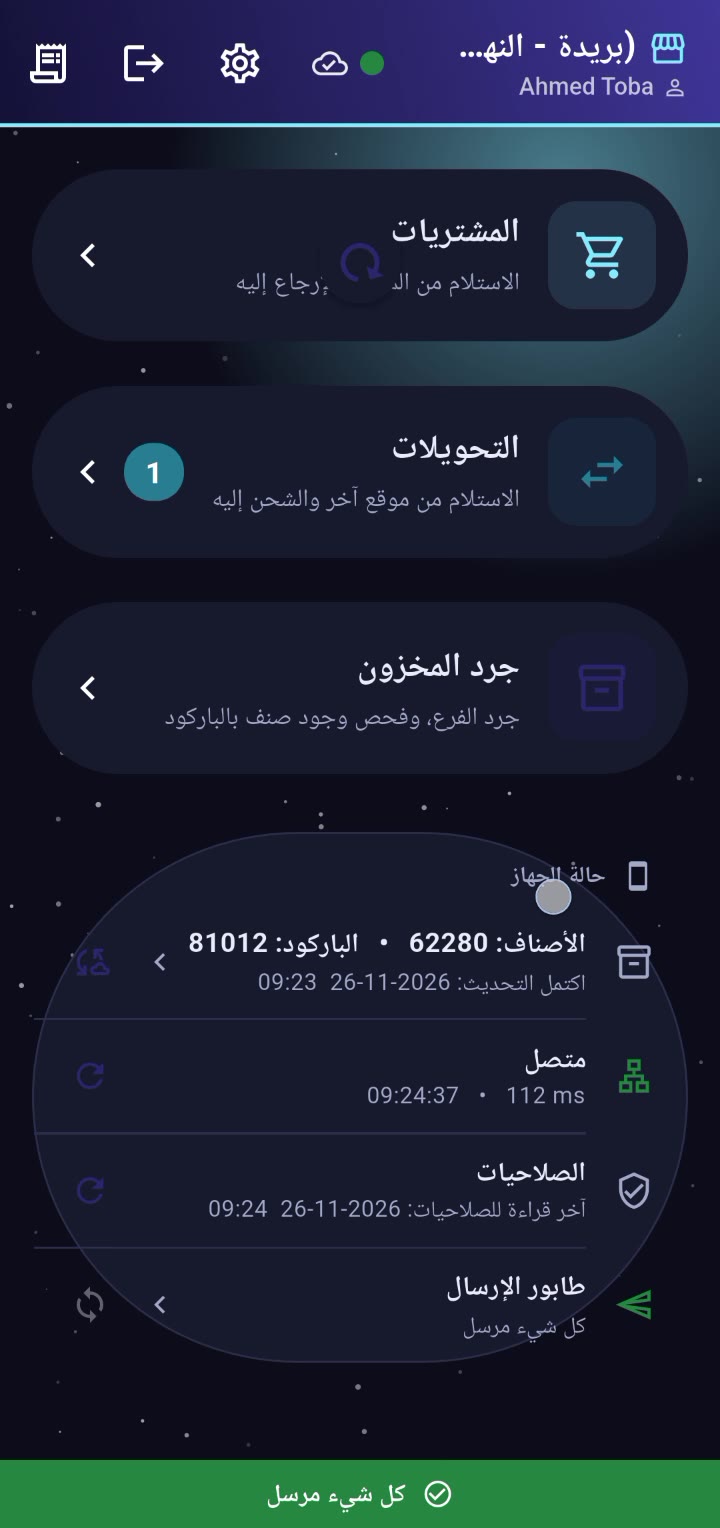 (بريدة - النهـ...
Ahmed Toba
المشتريات
الاستلام من إرجاع إليه
التحويلات
1
الاستلام من موقع آخر والشحن إليه
جرد المخزون
جرد الفرع، وفحص وجود صنف بالباركود
حالة الجهاز
الأصناف: 62280 • الباركود: 81012
اكتمل التحديث: 2026-11-26 09:23
متصل
112 ms • 09:24:37
الصلاحيات
آخر قراءة للصلاحيات: 2026-11-26 09:24
طابور الإرسال
كل شيء مرسل
كل شيء مرسل